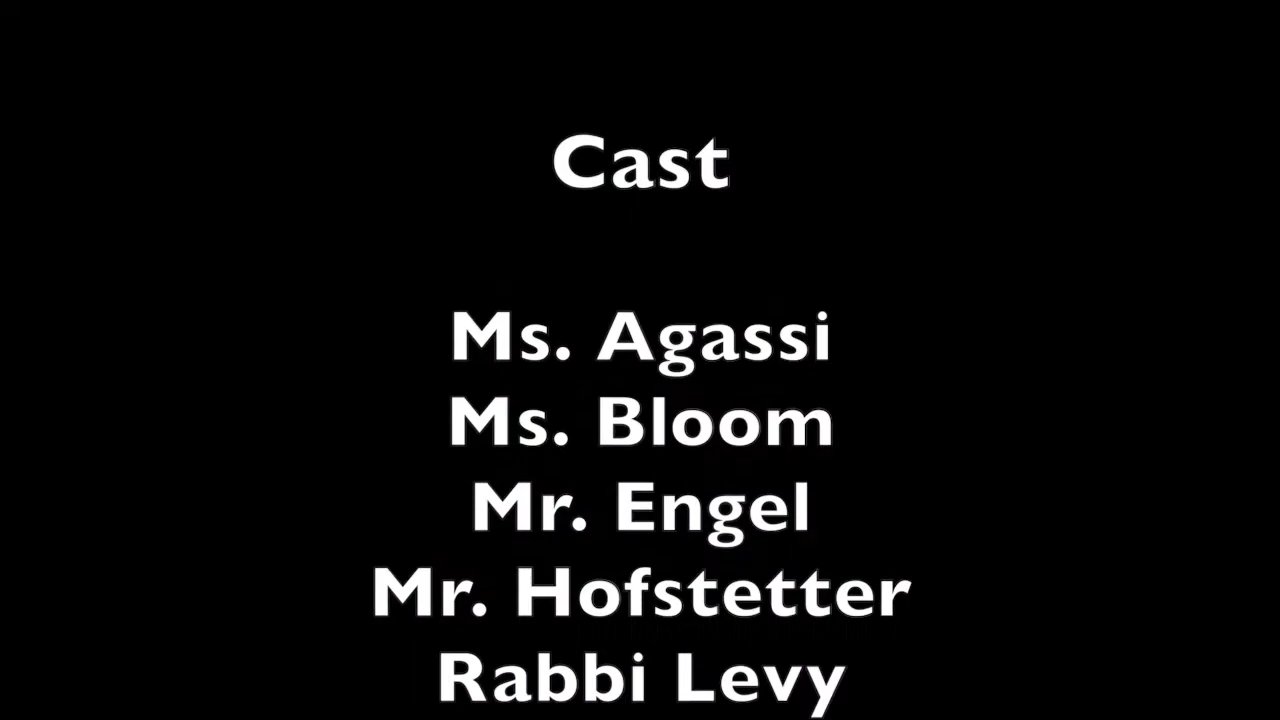 Cast
Ms. Agassi
Ms. Bloom
Mr. Engel
Mr. Hofstetter
Rabbi Levy